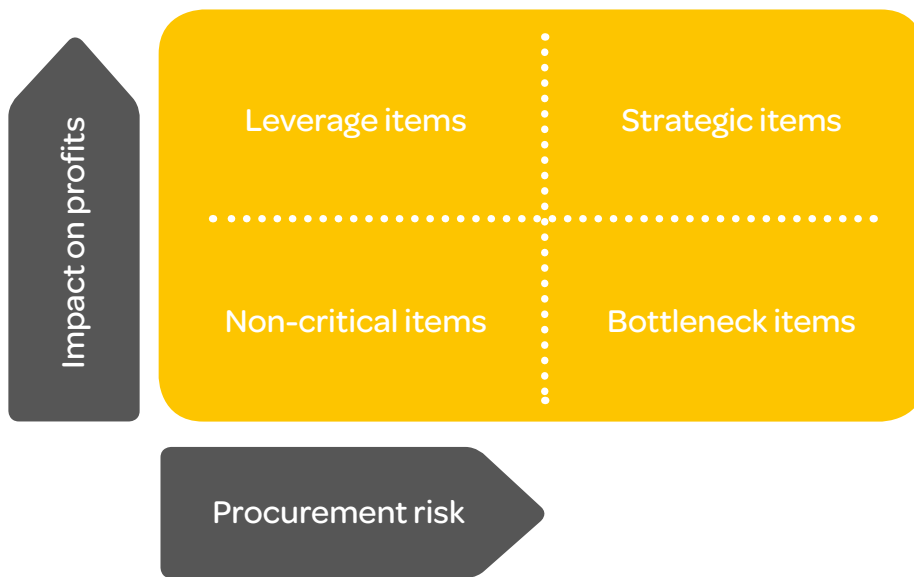 Impact on profits
Leverage items
Strategic items
Non-critical items
Bottleneck items
Procurement risk